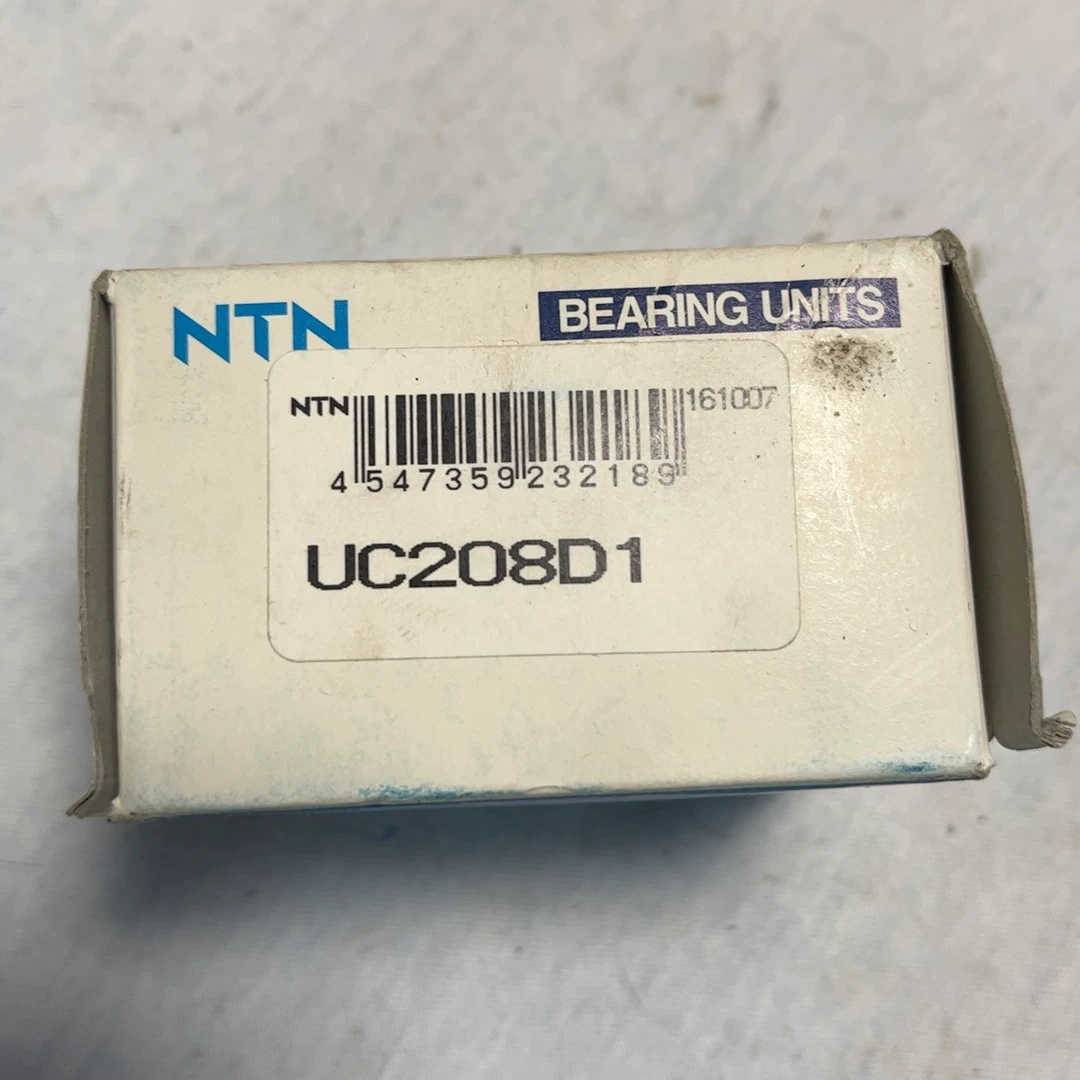 NTN
BEARING UNITS
NTN 161007
4 547359 232189
UC208D1